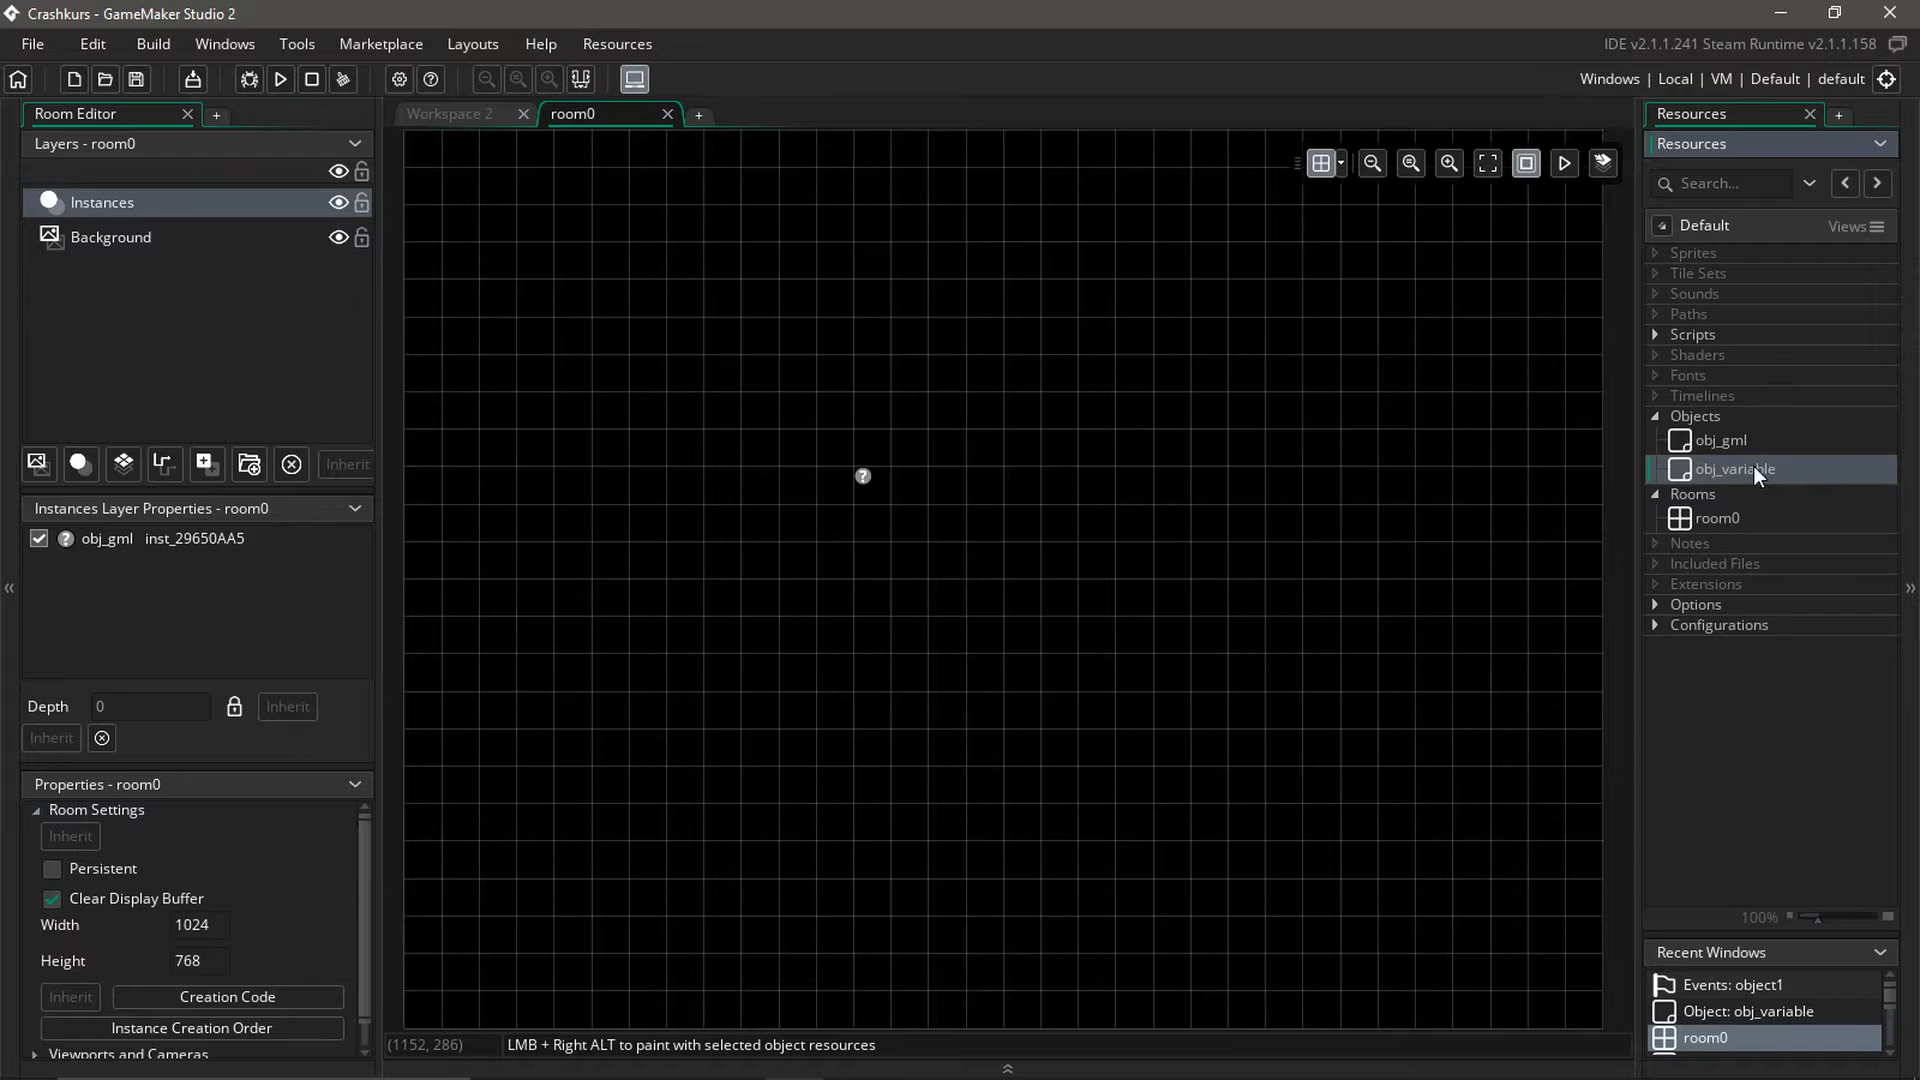 Crashkurs - GameMaker Studio 2
File Edit Build Windows Tools Marketplace Layouts Help Resources
IDE v2.1.1.241 Steam Runtime v2.1.1.158
Windows | Local | VM | Default | default
Room Editor
Layers - room0
Instances
Background
Inherit
Instances Layer Properties - room0
obj_gml inst_29650AA5
Depth 0 Inherit
Inherit
Properties - room0
Room Settings
Inherit
Persistent
Clear Display Buffer
Width 1024
Height 768
Inherit Creation Code
Instance Creation Order
Viewports and Cameras
Workspace 2
room0
(1152, 286) LMB + Right ALT to paint with selected object resources
Resources
Resources
Search...
Default Views
Sprites
Tile Sets
Sounds
Paths
Scripts
Shaders
Fonts
Timelines
Objects
obj_gml
obj_variable
Rooms
room0
Notes
Included Files
Extensions
Options
Configurations
100%
Recent Windows
Events: object1
Object: obj_variable
room0